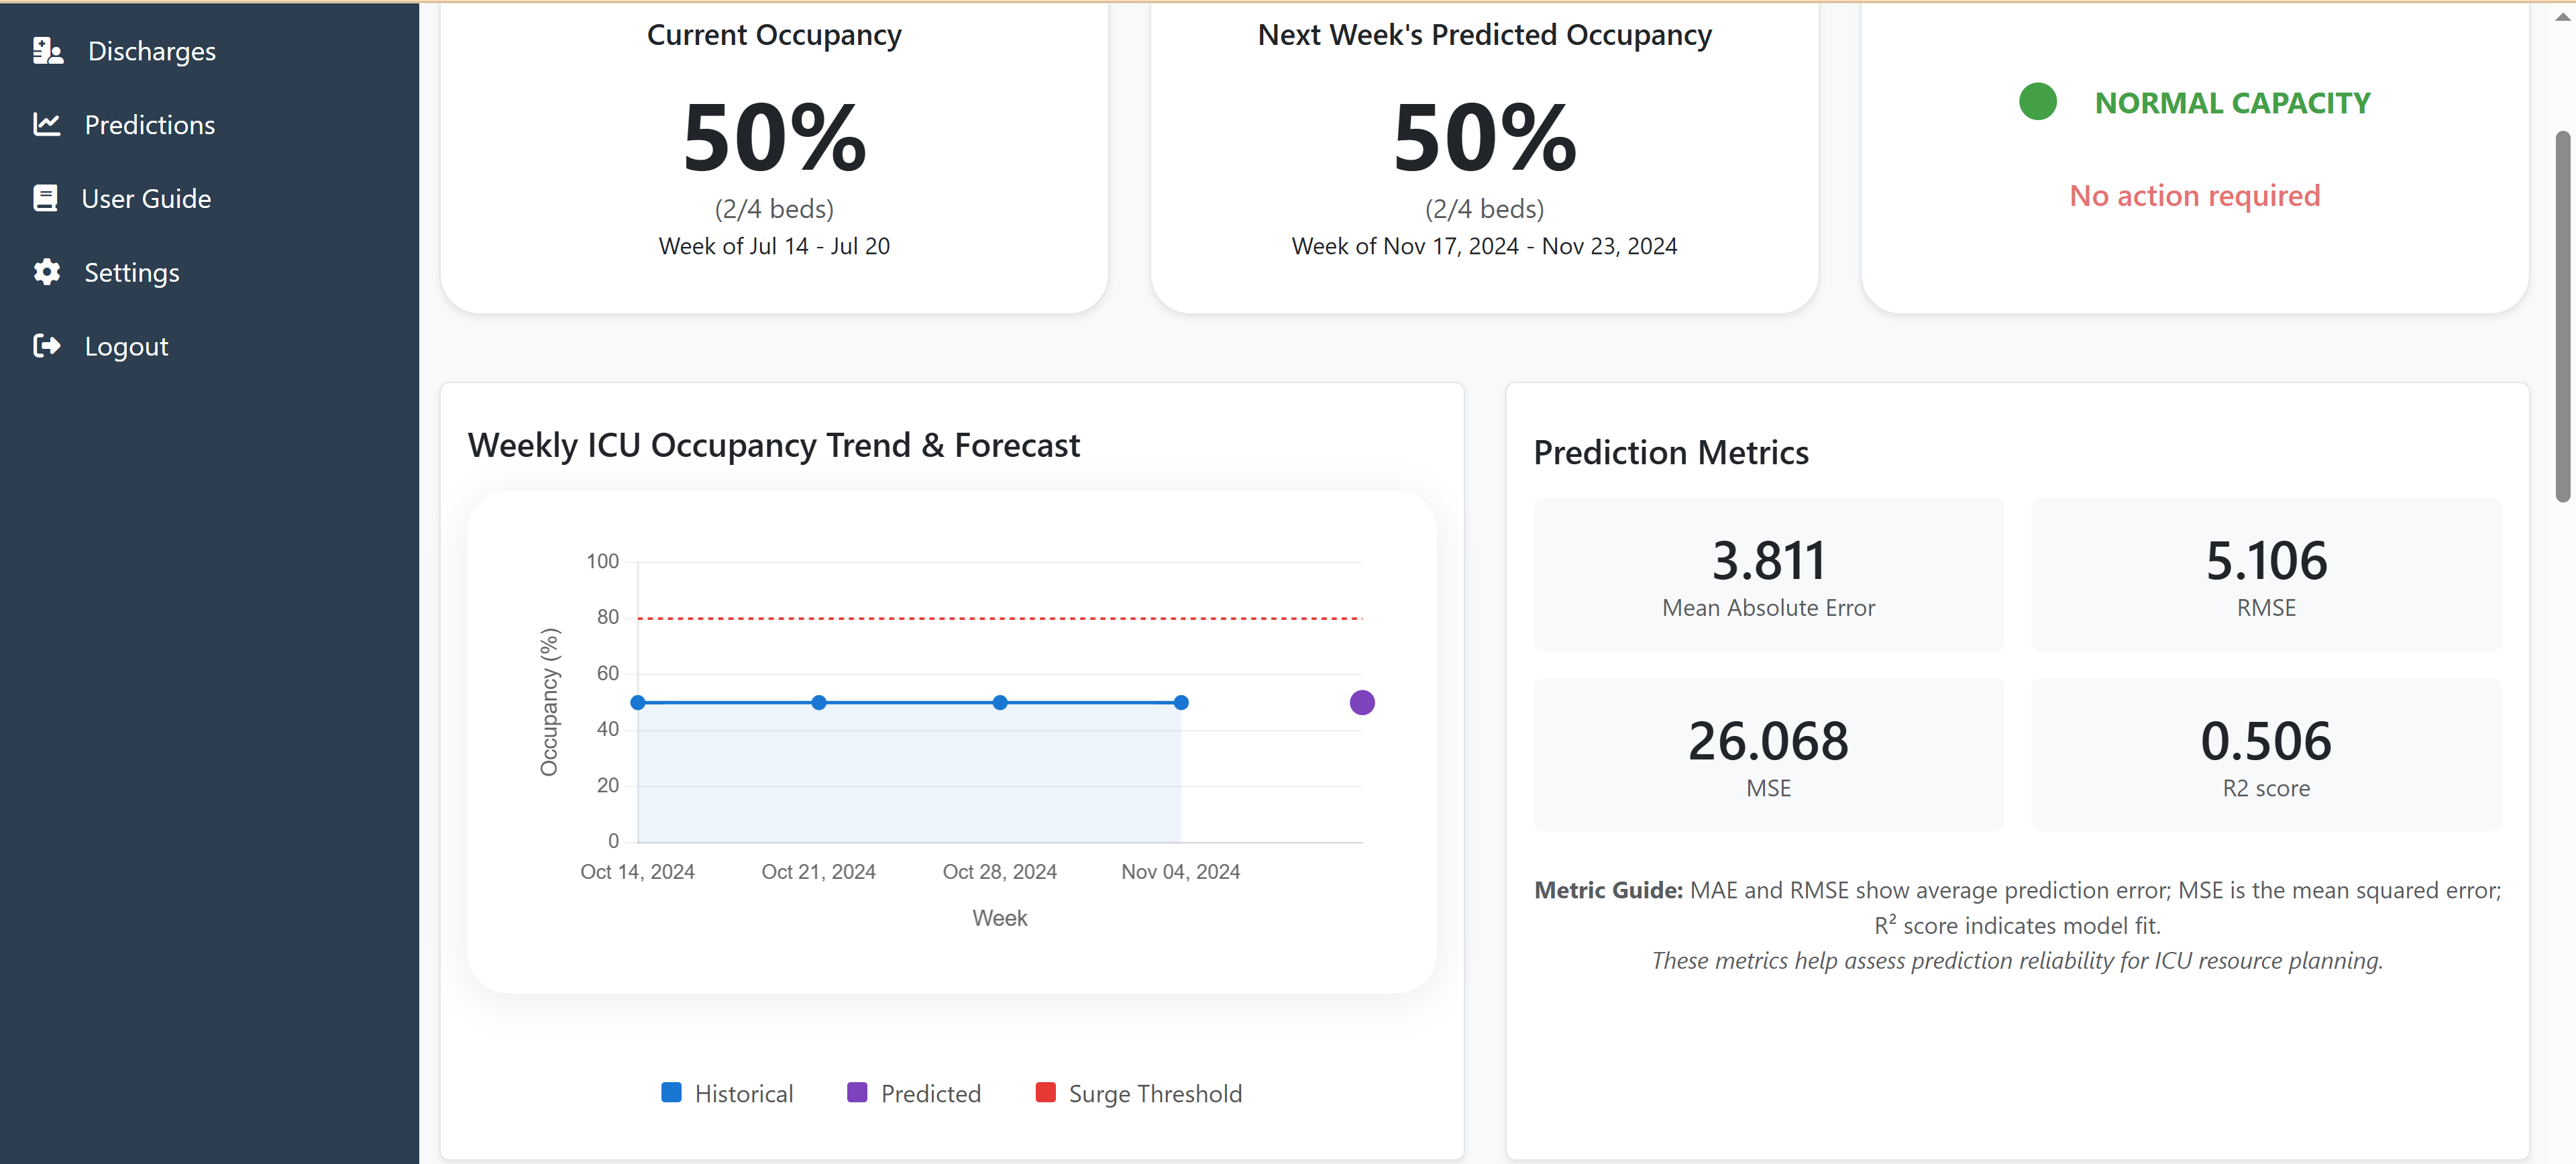 Discharges
Predictions
User Guide
Settings
Logout
Current Occupancy
50%
(2/4 beds)
Week of Jul 14 - Jul 20
Next Week's Predicted Occupancy
50%
(2/4 beds)
Week of Nov 17, 2024 - Nov 23, 2024
NORMAL CAPACITY
No action required
Weekly ICU Occupancy Trend & Forecast
100
80
60
40
20
0
Occupancy (%)
Oct 14, 2024
Oct 21, 2024
Oct 28, 2024
Nov 04, 2024
Week
Historical
Predicted
Surge Threshold
Prediction Metrics
3.811
Mean Absolute Error
5.106
RMSE
26.068
MSE
0.506
R2 score
Metric Guide: MAE and RMSE show average prediction error; MSE is the mean squared error;
R² score indicates model fit.
These metrics help assess prediction reliability for ICU resource planning.